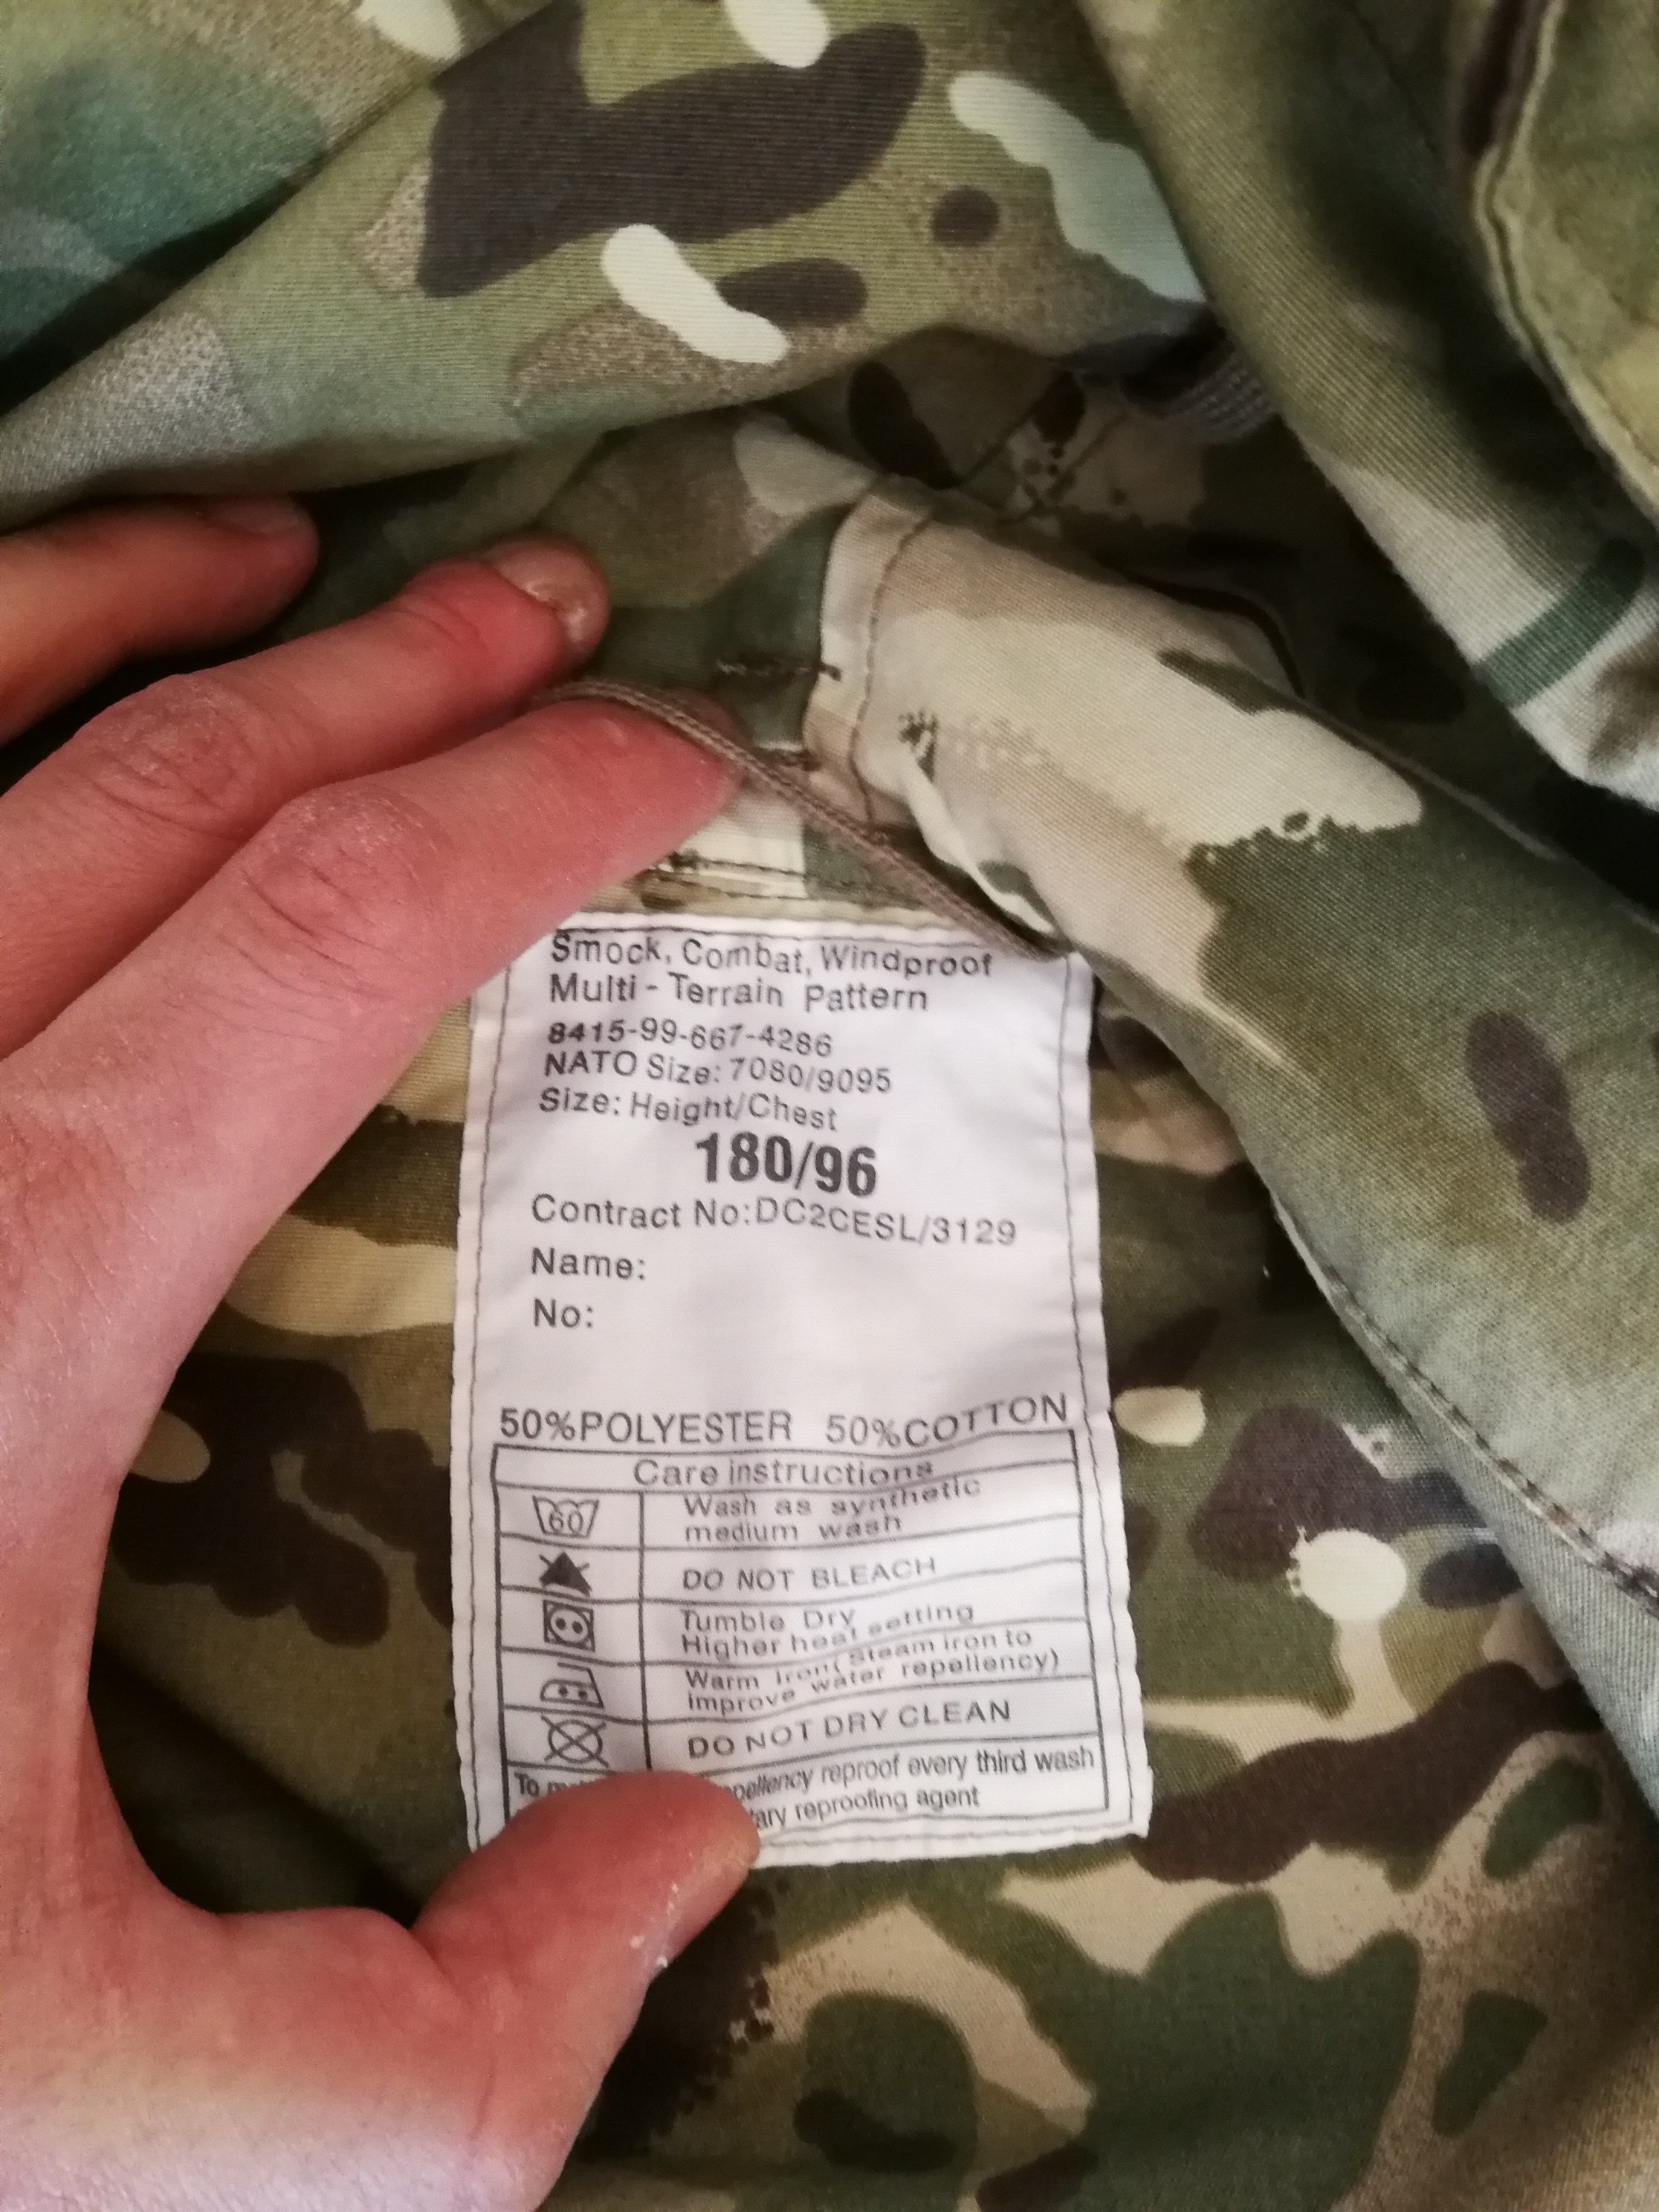 Smock, Combat, Windproof
Multi - Terrain Pattern
8415-99-667-4286
NATO Size: 7080/9095
Size: Height/Chest
180/96
Contract No:DC2CESL/3129
Name:
No:
50%POLYESTER 50%COTTON
Care instructions
60
Wash as synthetic
medium wash
DO NOT BLEACH
Tumble Dry
Higher heat setting
Warm iron(Steam iron to
improve water repellency)
DO NOT DRY CLEAN
To reproof every third wash
reproofing agent